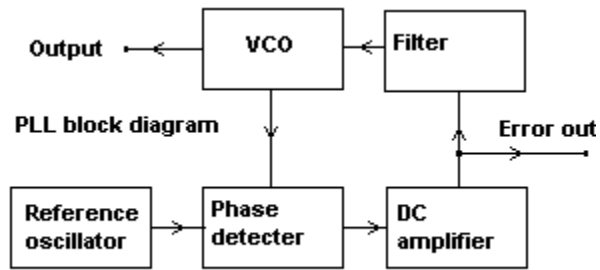 Output
VCO
Filter
PLL block diagram
Error out
Reference
oscillator
Phase
detecter
DC
amplifier